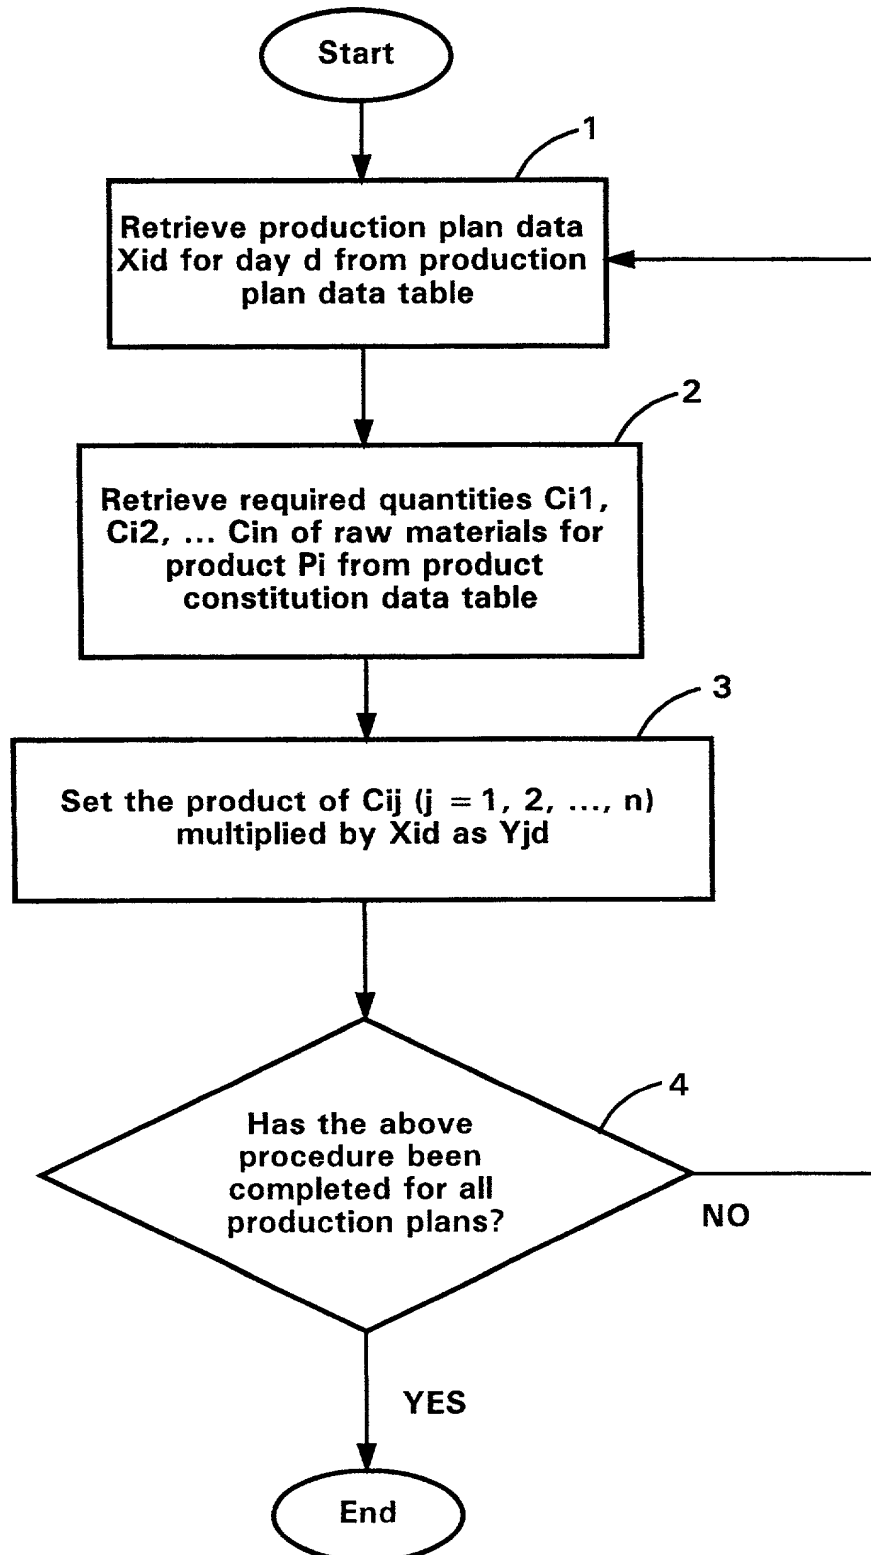 Start
1
Retrieve production plan data
Xid for day d from production
plan data table
2
Retrieve required quantities Ci1,
Ci2, ... Cin of raw materials for
product Pi from product
constitution data table
3
Set the product of Cij (j = 1, 2, ..., n)
multiplied by Xid as Yjd
4
Has the above
procedure been
completed for all
production plans?
NO
YES
End